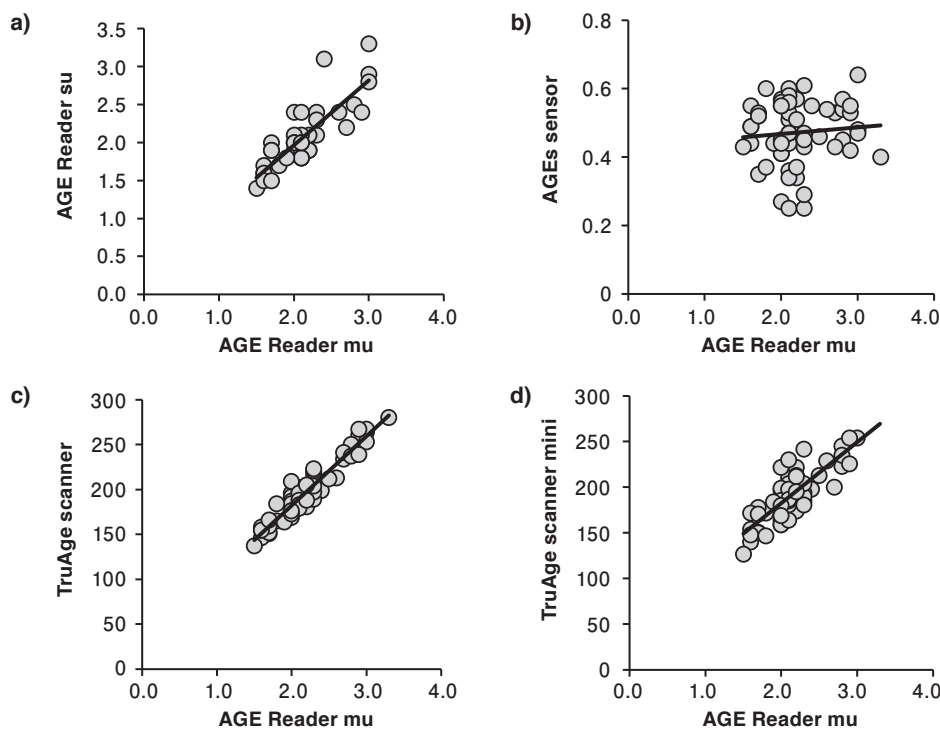 a)
AGE Reader su
3.5
3.0
2.5
2.0
1.5
1.0
0.5
0.0
0.0 1.0 2.0 3.0 4.0
AGE Reader mu
b)
AGEs sensor
0.8
0.6
0.4
0.2
0
0.0 1.0 2.0 3.0 4.0
AGE Reader mu
c)
TruAge scanner
300
250
200
150
100
50
0
0.0 1.0 2.0 3.0 4.0
AGE Reader mu
d)
TruAge scanner mini
300
250
200
150
100
50
0
0.0 1.0 2.0 3.0 4.0
AGE Reader mu